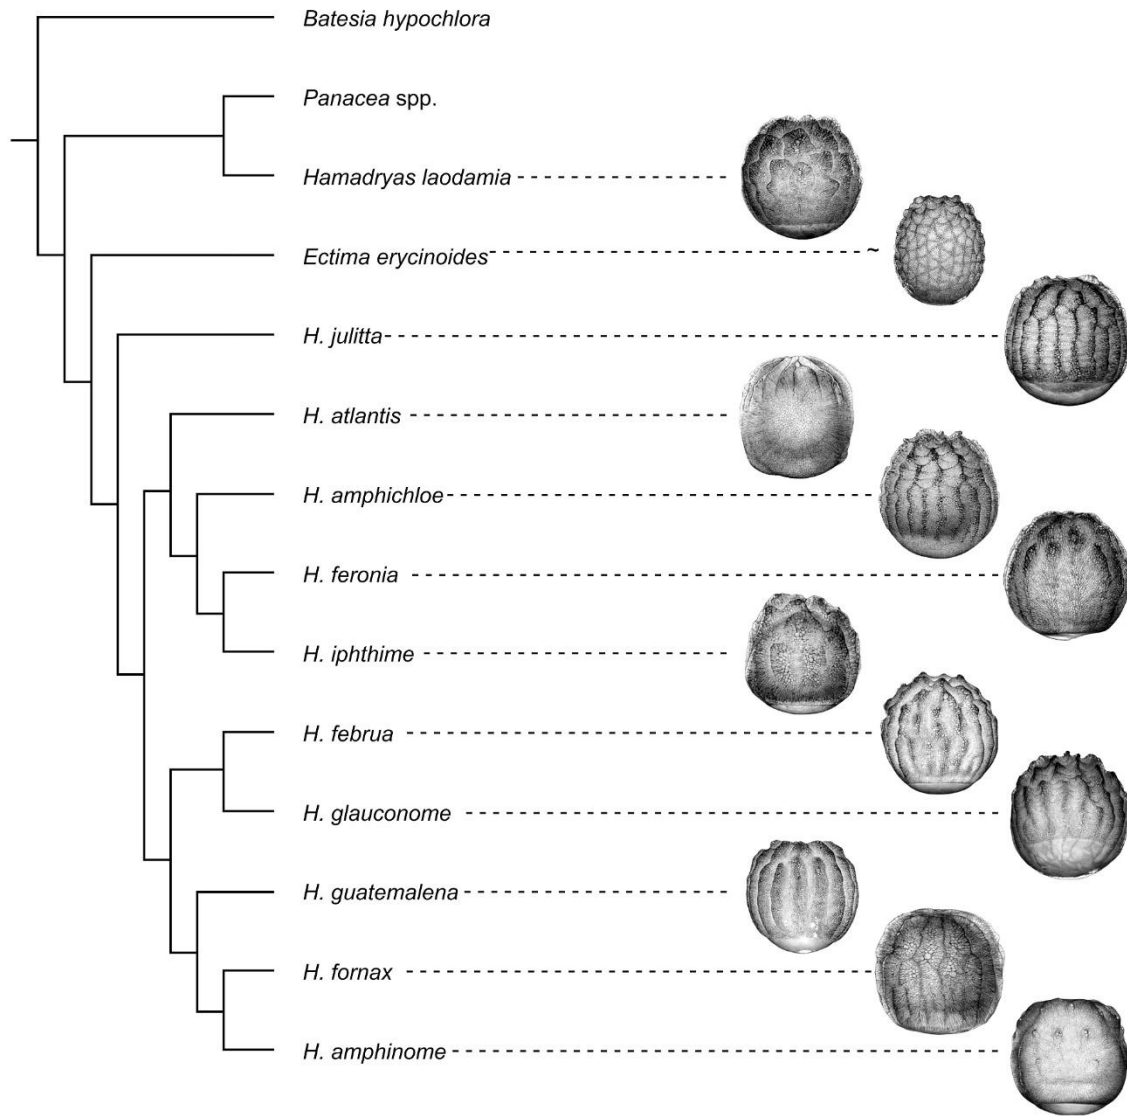 Batesia hypochlora
Panacea spp.
Hamadryas laodamia
Ectima erycinoides ~
H. julitta
H. atlantis
H. amphichloe
H. feronia
H. iphthime
H. februa
H. glauconome
H. guatemalena
H. fornax
H. amphinome